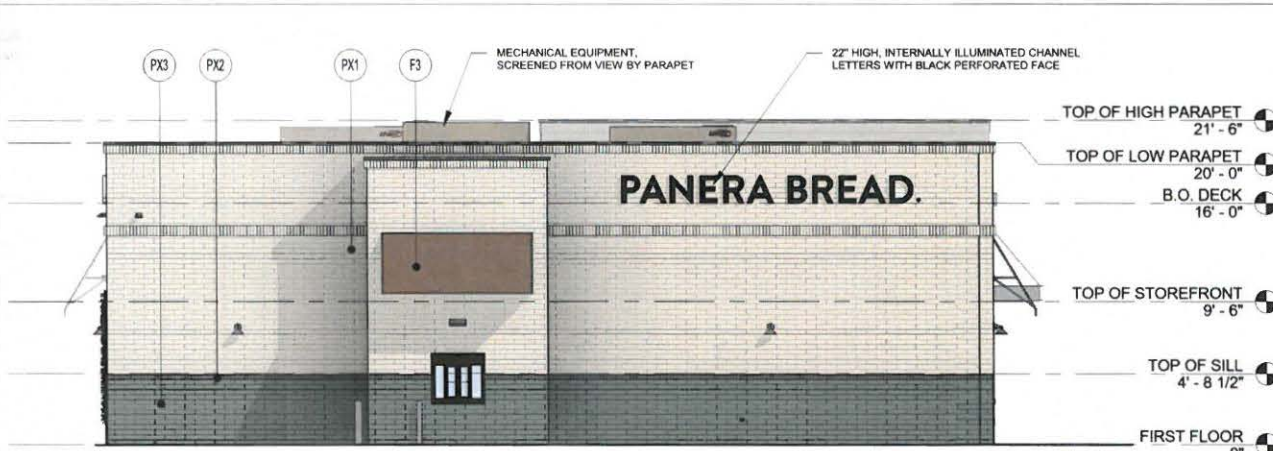 PX3
PX2
PX1
F3
MECHANICAL EQUIPMENT,
SCREENED FROM VIEW BY PARAPET
22" HIGH, INTERNALLY ILLUMINATED CHANNEL
LETTERS WITH BLACK PERFORATED FACE
TOP OF HIGH PARAPET
21' - 6"
TOP OF LOW PARAPET
20' - 0"
PANERA BREAD.
B.O. DECK
16' - 0"
TOP OF STOREFRONT
9' - 6"
TOP OF SILL
4' - 8 1/2"
FIRST FLOOR